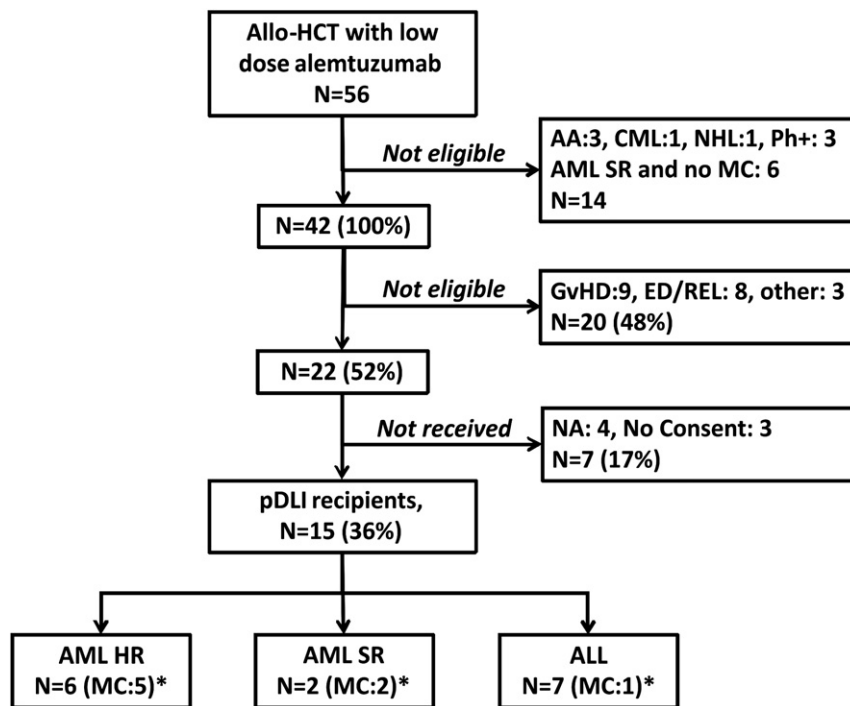 Allo-HCT with low
dose alemtuzumab
N=56
Not eligible
AA:3, CML:1, NHL:1, Ph+: 3
AML SR and no MC: 6
N=14
N=42 (100%)
Not eligible
GvHD:9, ED/REL: 8, other: 3
N=20 (48%)
N=22 (52%)
Not received
NA: 4, No Consent: 3
N=7 (17%)
pDLI recipients,
N=15 (36%)
AML HR
N=6 (MC:5)*
AML SR
N=2 (MC:2)*
ALL
N=7 (MC:1)*